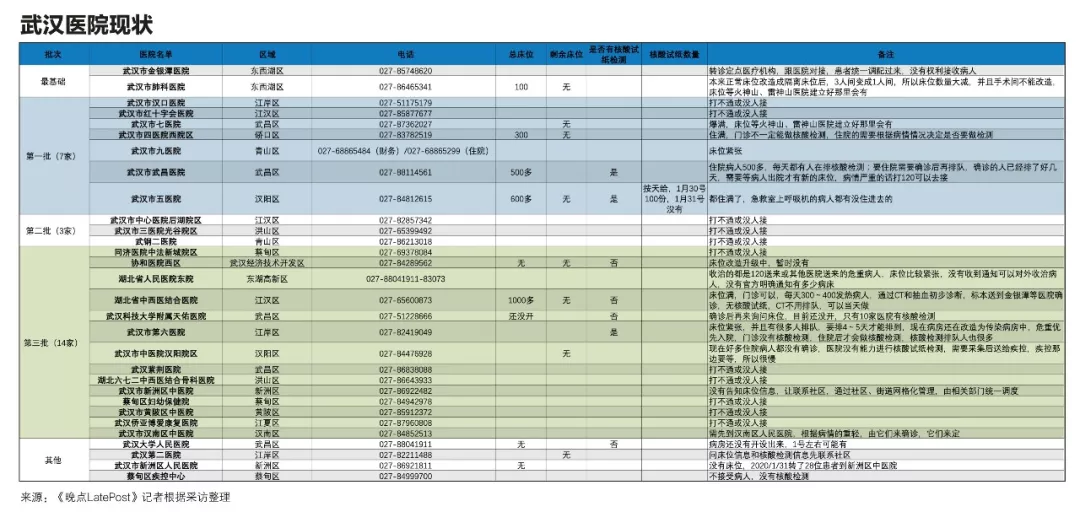 武汉医院现状
批次 医院名单 区域 电话 总床位 剩余床位 是否有核酸试纸检测 核酸试纸数量 备注
最基础 武汉市金银潭医院 东西湖区 027-85748620 转诊定点医疗机构，跟医院对接，患者统一调配过来，没有权利接收病人
武汉市肺科医院 东西湖区 027-86465341 100 无 本来正常床位改造成隔离床位后，3人间变成1人间，所以床位数量大减，并且手术间不能改造，床位等火神山、雷神山医院建立好那里会有
第一批（7家） 武汉市汉口医院 江岸区 027-51175179 打不通或没人接
武汉市红十字会医院 江汉区 027-85877677 打不通或没人接
武汉市七医院 武昌区 027-87362027 无 爆满，床位等火神山、雷神山医院建立好那里会有
武汉市四医院西院区 硚口区 027-83782519 300 无 住满，门诊不一定能做核酸检测，住院的需要根据病情情况决定是否要做检测
武汉市九医院 青山区 027-68865484（财务）/027-68865299（住院） 床位紧张
武汉市武昌医院 武昌区 027-88114561 500多 是 住院病人500多，每天都有人在排核酸检测；要住院需要确诊后再排队，确诊的人已经排了好几天，需要等病人出院才有新的床位，病情严重的话打120可以去接
武汉市五医院 汉阳区 027-84812615 600多 无 是 按天给，1月30号100份，1月31号没有 都住满了，急救室上呼吸机的病人都有没住进去的
第二批（3家） 武汉市中心医院后湖院区 江汉区 027-82857342 打不通或没人接
武汉市三医院光谷院区 洪山区 027-65399492 打不通或没人接
武钢二医院 青山区 027-86213018 打不通或没人接
第三批（14家） 同济医院中法新城院区 蔡甸区 027-69378084 打不通或没人接
协和医院西区 武汉经济技术开发区 027-84289562 无 无 否 床位改造升级中，暂时没有
湖北省人民医院东院 东湖高新区 027-88041911-83073 收治的都是120送来或其他医院送来的危重病人，床位比较紧张，没有收到通知可以对外收治病人，没有官方明确通知有多少病床
湖北省中西医结合医院 江汉区 027-65600873 1000多 无 否 床位满，门诊可以，每天300～400发热病人，通过CT和抽血初步诊断，标本送到金银潭等医院确诊，无核酸试纸，CT不用排队，可以当天做
武汉科技大学附属天佑医院 武昌区 027-51228666 还没开 否 确诊后再来询问床位，目前还没开，只有10家医院有核酸检测
武汉市第六医院 江岸区 027-82419049 是 床位紧张，并且有很多人排队，要排4～5天才能排到，现在病房还在改造为传染病病房中，危重优先入院，门诊没有核酸检测，住院后才会做核酸检测，核酸检测排队人也很多
武汉市中医院汉阳院区 汉阳区 027-84476928 无 现在好多住院病人都没有确诊，医院没有能力进行核酸试纸检测，需要采集后送给疾控，疾控那边要等，所以很慢
武汉紫荆医院 武昌区 027-86838088 打不通或没人接
湖北六七二中西医结合骨科医院 洪山区 027-86643933 打不通或没人接
武汉市新洲区中医院 新洲区 027-86922482 没有告知床位信息，让联系社区，通过社区、街道网格化管理，由相关部门统一调度
蔡甸区妇幼保健院 蔡甸区 027-84942978 打不通或没人接
武汉市黄陂区中医院 黄陂区 027-85912372 打不通或没人接
武汉侨亚博爱康复医院 江夏区 027-87960808 打不通或没人接
武汉市汉南区中医院 汉南区 027-84852513 需先到汉南区人民医院，根据病情的重轻，由它们来确诊，它们来定
其他 武汉大学人民医院 武昌区 027-88041911 无 否 病房还没有开设出来，1号左右可能有
武汉第二医院 江岸区 027-82211488 无 问床位信息和核酸检测信息先联系社区
武汉市新洲区人民医院 新洲区 027-86921811 无 没有床位，2020/1/31转了28位患者到新洲区中医院
蔡甸区疾控中心 蔡甸区 027-84999700 不接受病人，没有核酸检测
来源：《晚点LatePost》记者根据采访整理